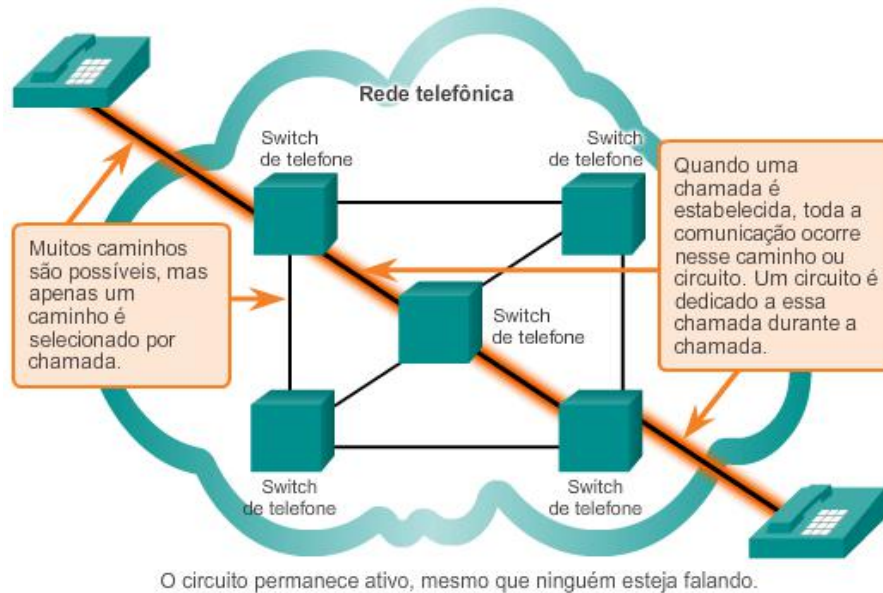 Rede telefônica
Switch
de telefone
Switch
de telefone
Muitos caminhos
são possíveis, mas
apenas um
caminho é
selecionado por
chamada.
Quando uma
chamada é
estabelecida, toda a
comunicação ocorre
nesse caminho ou
circuito. Um circuito é
dedicado a essa
chamada durante a
chamada.
Switch
de telefone
Switch
de telefone
Switch
de telefone
O circuito permanece ativo, mesmo que ninguém esteja falando.